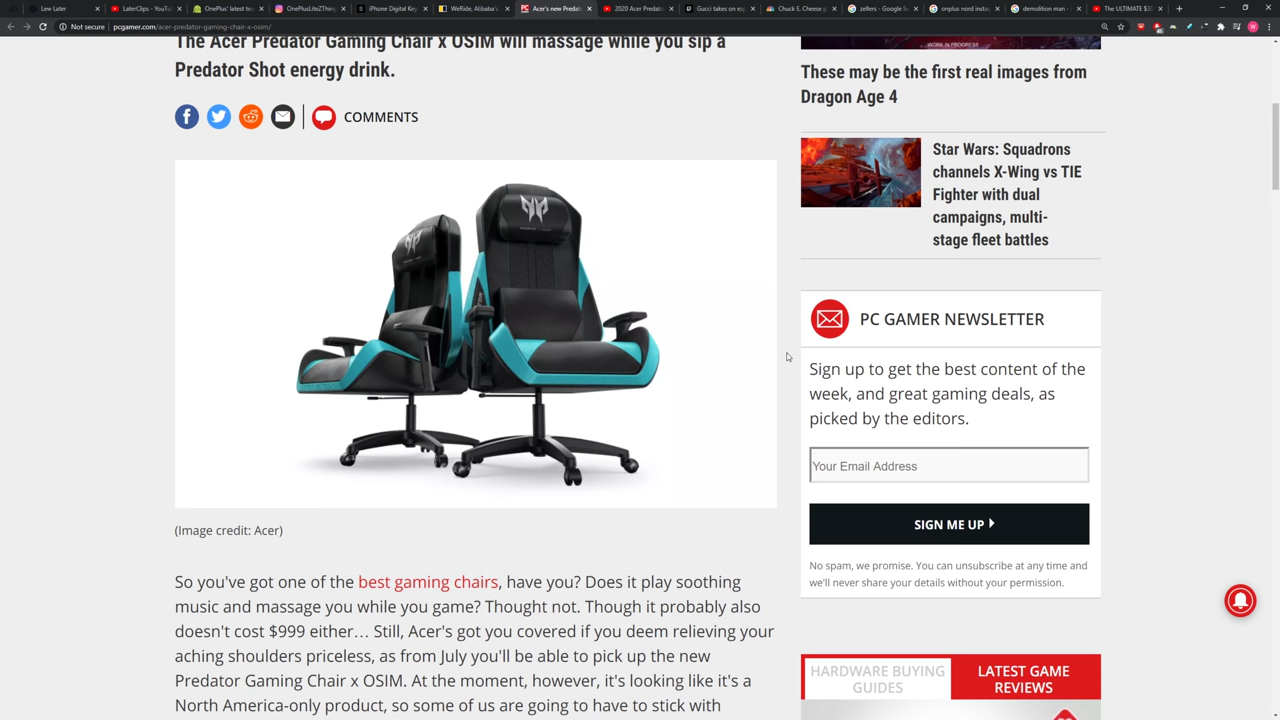 Lew Later
LaterClips - YouTu
OnePlus' latest tee
OnePlusLiteZThing
iPhone Digital Key
WeRide, Alibaba's
Acer's new Predato
2020 Acer Predato
Gucci takes on esp
Chuck E. Cheese p
zellers - Google Se
onplus nord insta
demolition man -
The ULTIMATE $3
Not secure
pcgamer.com/acer-predator-gaming-chair-x-osim/
The Acer Predator Gaming Chair x OSIM will massage while you sip a
Predator Shot energy drink.
COMMENTS
(Image credit: Acer)
So you've got one of the best gaming chairs, have you? Does it play soothing
music and massage you while you game? Thought not. Though it probably also
doesn't cost $999 either… Still, Acer's got you covered if you deem relieving your
aching shoulders priceless, as from July you'll be able to pick up the new
Predator Gaming Chair x OSIM. At the moment, however, it's looking like it's a
North America-only product, so some of us are going to have to stick with
WORK IN PROGRESS
These may be the first real images from
Dragon Age 4
Star Wars: Squadrons
channels X-Wing vs TIE
Fighter with dual
campaigns, multi-
stage fleet battles
PC GAMER NEWSLETTER
Sign up to get the best content of the
week, and great gaming deals, as
picked by the editors.
Your Email Address
SIGN ME UP
No spam, we promise. You can unsubscribe at any time and
we'll never share your details without your permission.
HARDWARE BUYING
GUIDES
LATEST GAME
REVIEWS